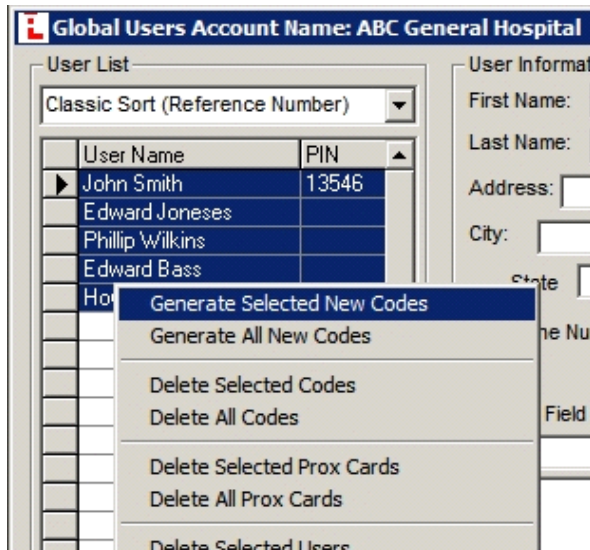 Global Users Account Name: ABC General Hospital
User List
Classic Sort (Reference Number)
User Name PIN
John Smith 13546
Edward Joneses
Phillip Wilkins
Edward Bass
Generate Selected New Codes
Generate All New Codes
Delete Selected Codes
Delete All Codes
Delete Selected Prox Cards
Delete All Prox Cards
Delete Selected Users
User Informat
First Name:
Last Name:
Address:
City:
State
Field